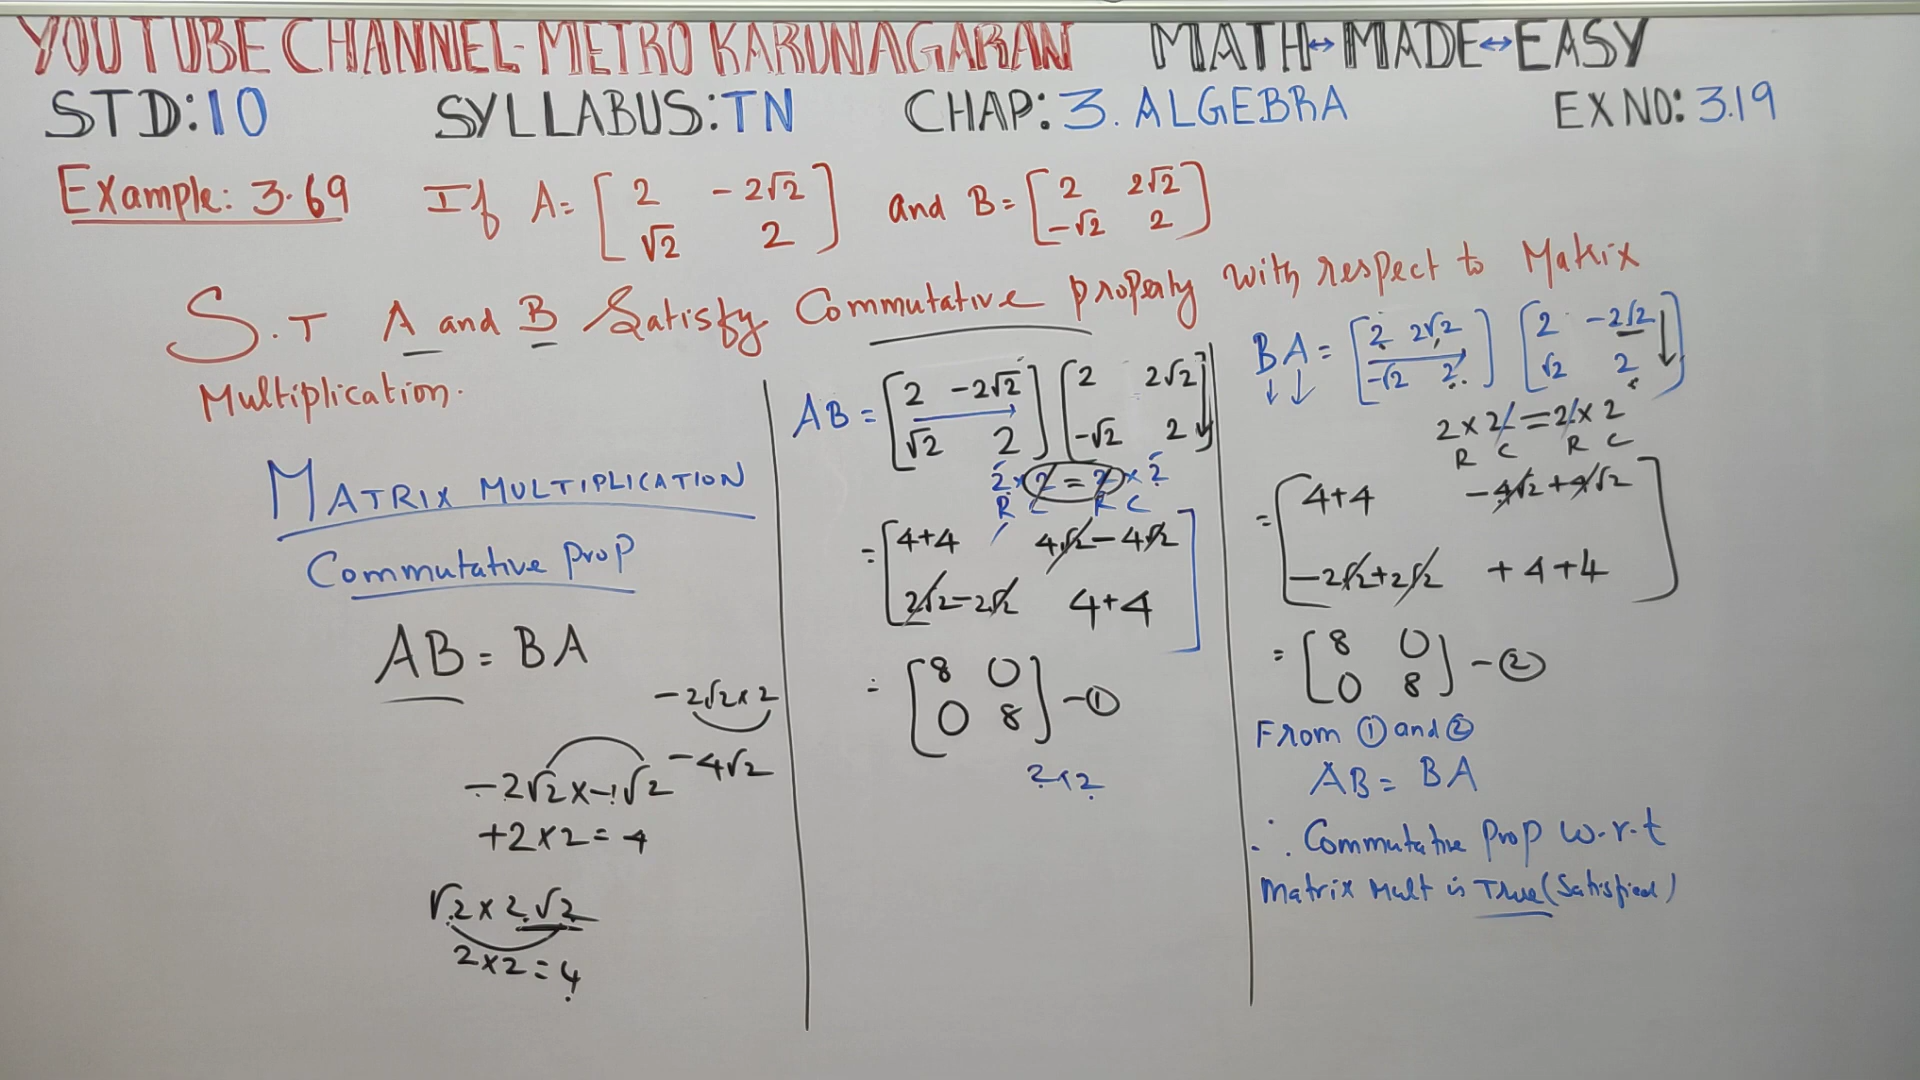 YOU TUBE CHANNEL-METRO KARUNAGARAN MATH↔MADE↔EASY
STD:10 SYLLABUS:TN CHAP: 3. ALGEBRA EX NO: 3.19
Example: 3.69 If A= [2 -2√2
√2 2] and B= [2 2√2
-√2 2]
S.T A and B Satisfy Commutative property with respect to Matrix
Multiplication.
MATRIX MULTIPLICATION
Commutative Prop
AB = BA
-2√2×2
-4√2
-2√2×-1√2
+2×2=4
√2×2√2
2×2=4
AB = [2 -2√2
√2 2] [2 2√2
-√2 2]
2×2 = 2×2
R C R C
= [4+4 4√2-4√2
2√2-2√2 4+4]
= [8 0
0 8] -①
2×2
BA = [2 2√2
-√2 2] [2 -2√2
√2 2]
2×2=2×2
R C R C
= [4+4 -4√2+4√2
-2√2+2√2 +4+4]
= [8 0
0 8] -②
From ① and ②
AB = BA
∴ Commutative Prop w.r.t
Matrix Mult is True (Satisfied)